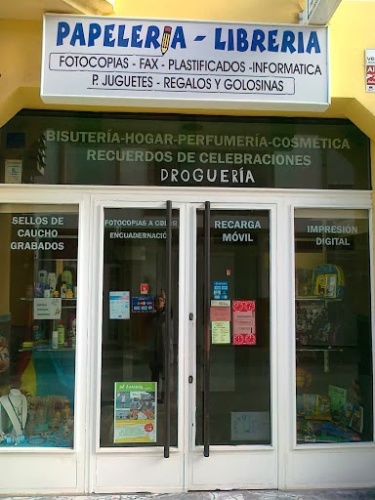 PAPELERIA - LIBRERIA
FOTOCOPIAS - FAX - PLASTIFICADOS -INFORMATICA
P. JUGUETES - REGALOS Y GOLOSINAS
BISUTERÍA-HOGAR-PERFUMERÍA-COSMÉTICA
RECUERDOS DE CELEBRACIONES
DROGUERÍA
SELLOS DE
CAUCHO
GRABADOS
FOTOCOPIAS A COLOR
ENCUADERNACIÓN
RECARGA
MÓVIL
IMPRESIÓN
DIGITAL